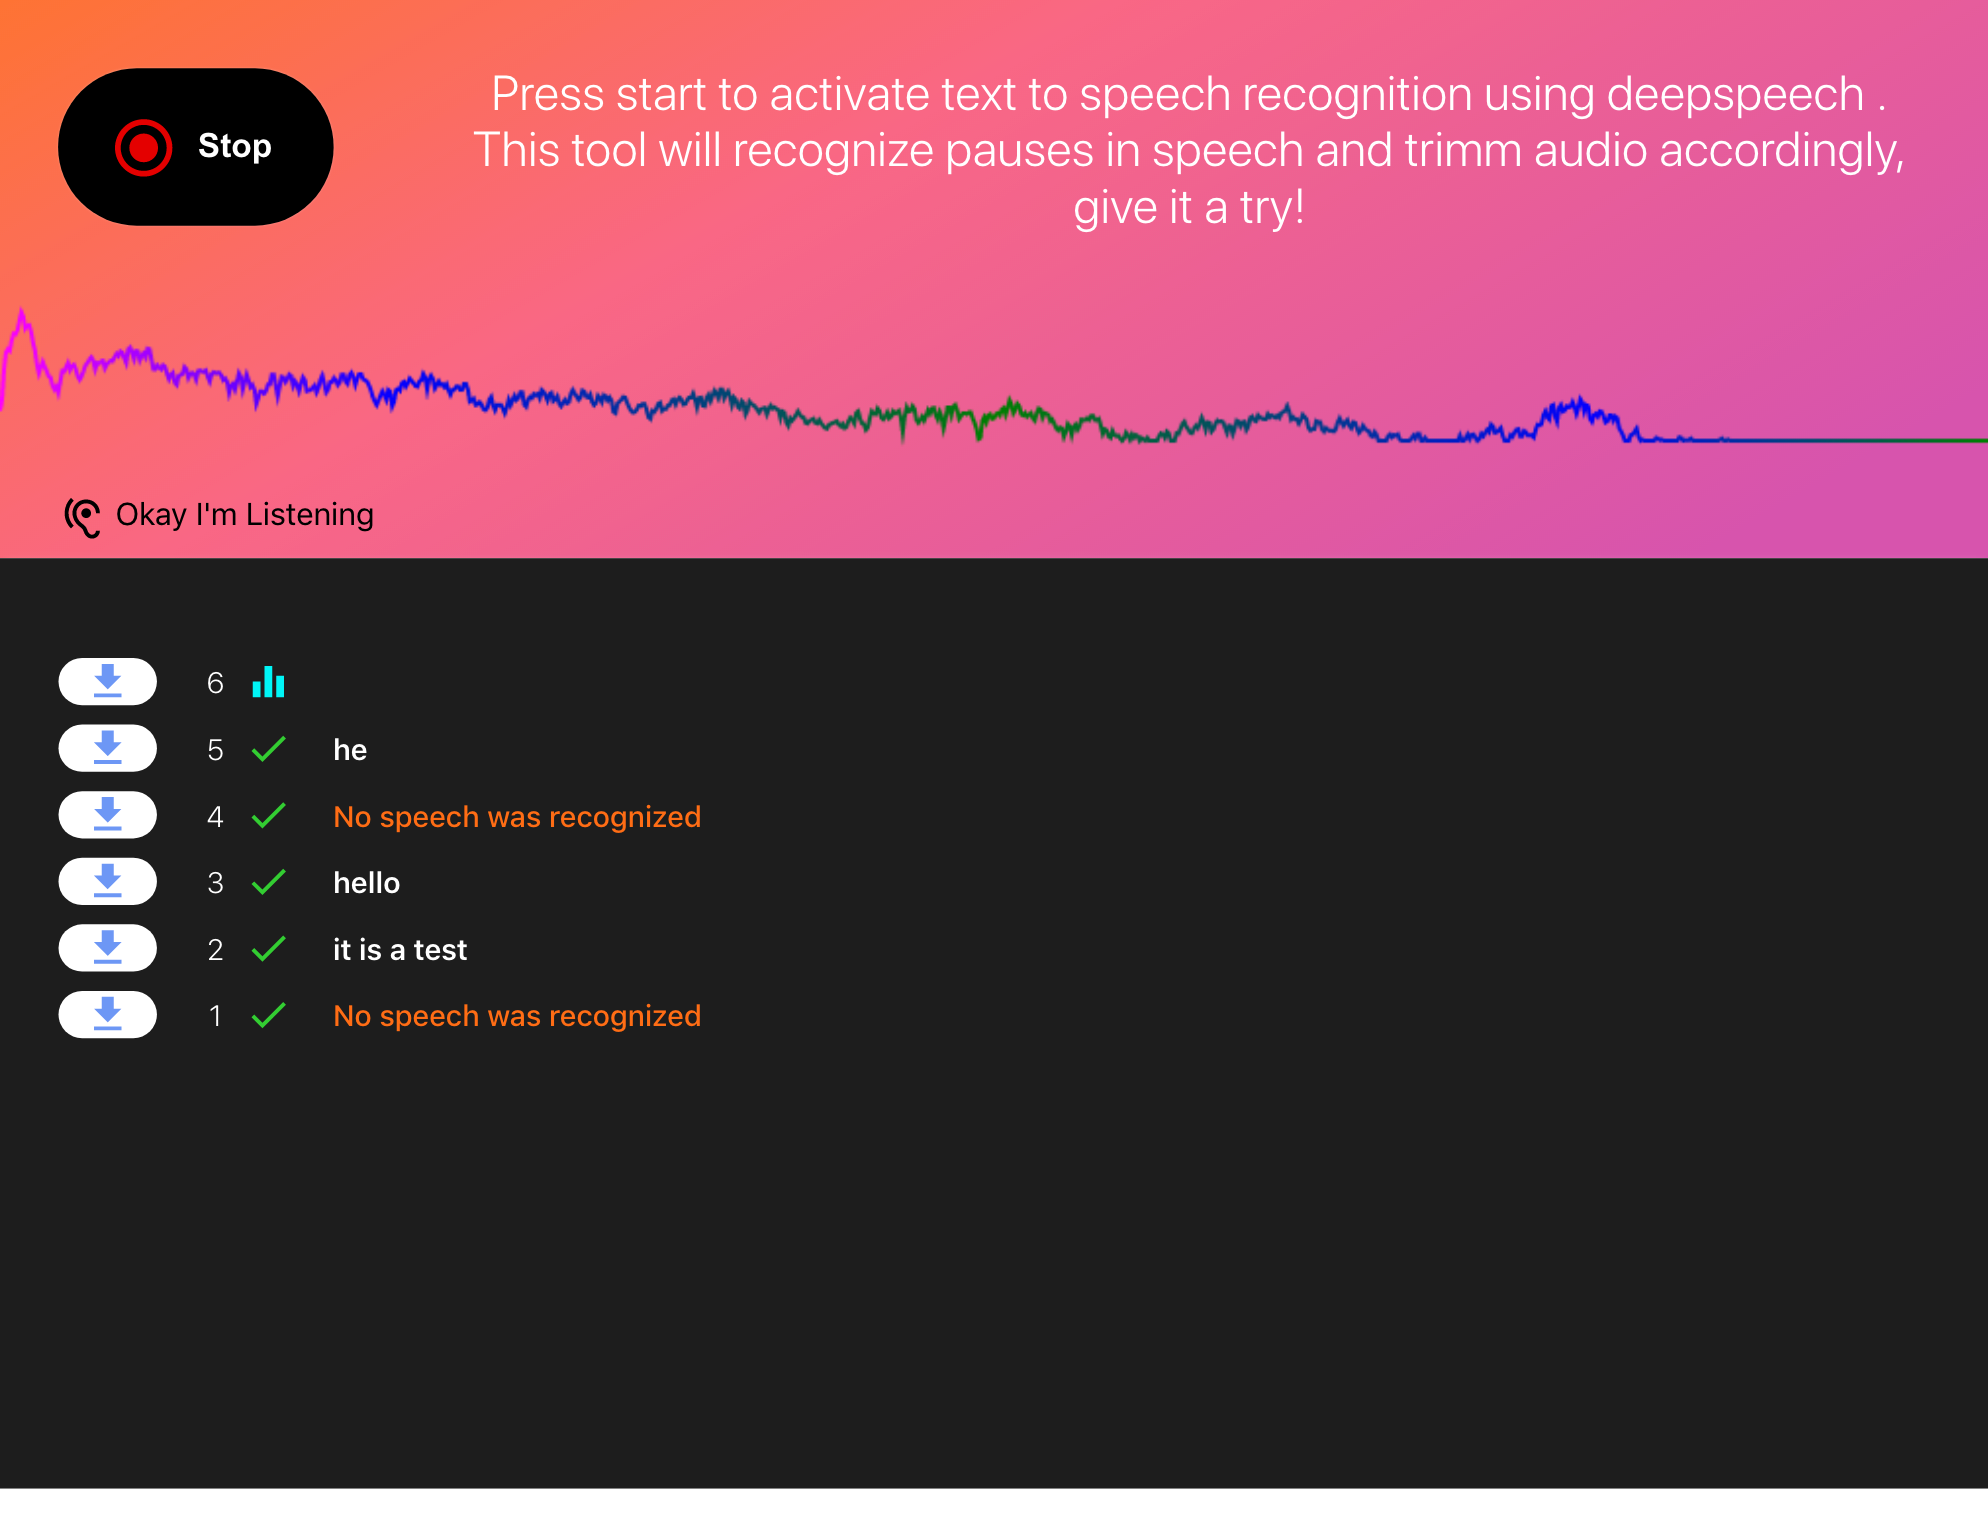 Stop
Press start to activate text to speech recognition using deepspeech .
This tool will recognize pauses in speech and trimm audio accordingly,
give it a try!
Okay I'm Listening
6
5 he
4 No speech was recognized
3 hello
2 it is a test
1 No speech was recognized